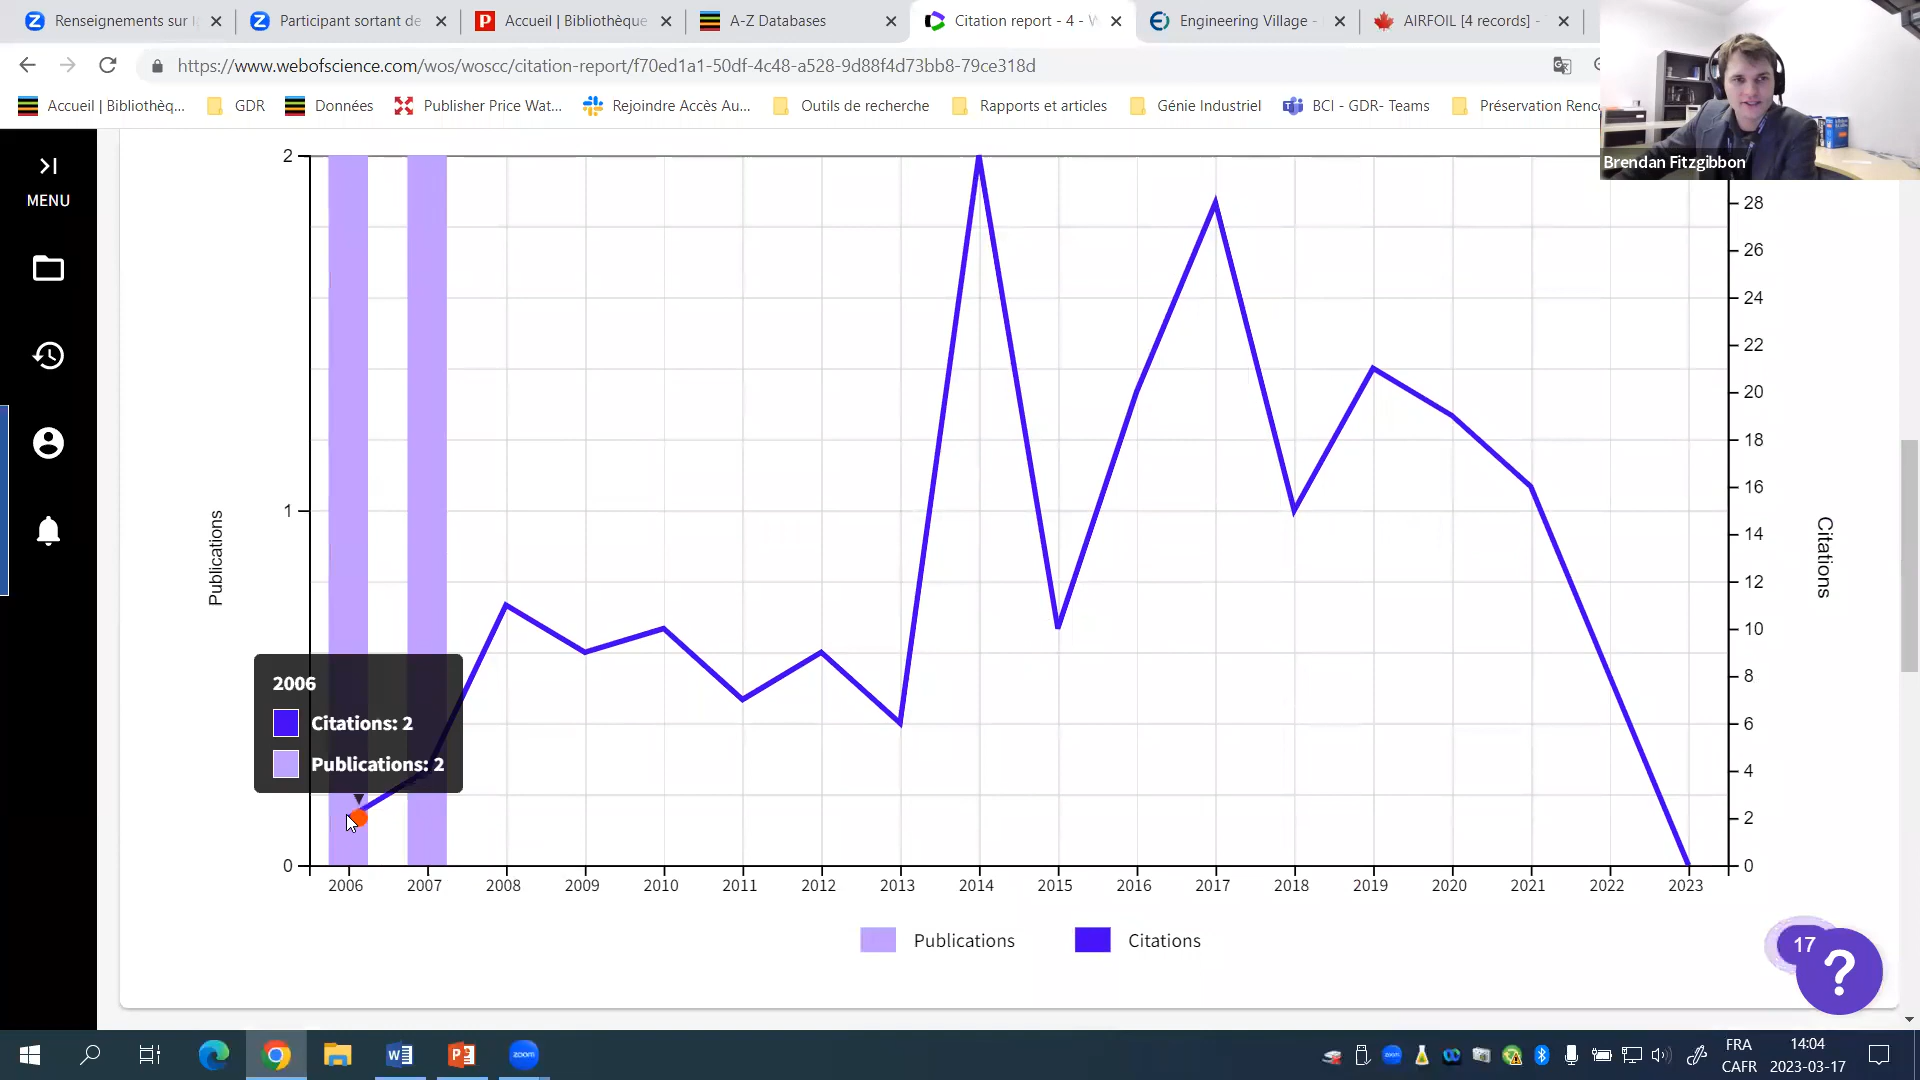 Renseignements sur l
Participant sortant de
Accueil | Bibliothèque
A-Z Databases
Citation report - 4 - W
Engineering Village -
AIRFOIL [4 records] -
https://www.webofscience.com/wos/woscc/citation-report/f70ed1a1-50df-4c48-a528-9d88f4d73bb8-79ce318d
Accueil | Bibliothèq...
GDR
Données
Publisher Price Wat...
Rejoindre Accès Au...
Outils de recherche
Rapports et articles
Génie Industriel
BCI - GDR- Teams
Préservation Renco
Brendan Fitzgibbon
MENU
Publications
2
1
0
2006
Citations: 2
Publications: 2
28
26
24
22
20
18
16
14
12
10
8
6
4
2
0
Citations
2006 2007 2008 2009 2010 2011 2012 2013 2014 2015 2016 2017 2018 2019 2020 2021 2022 2023
Publications
Citations
17
?
zoom
FRA
CAFR
14:04
2023-03-17